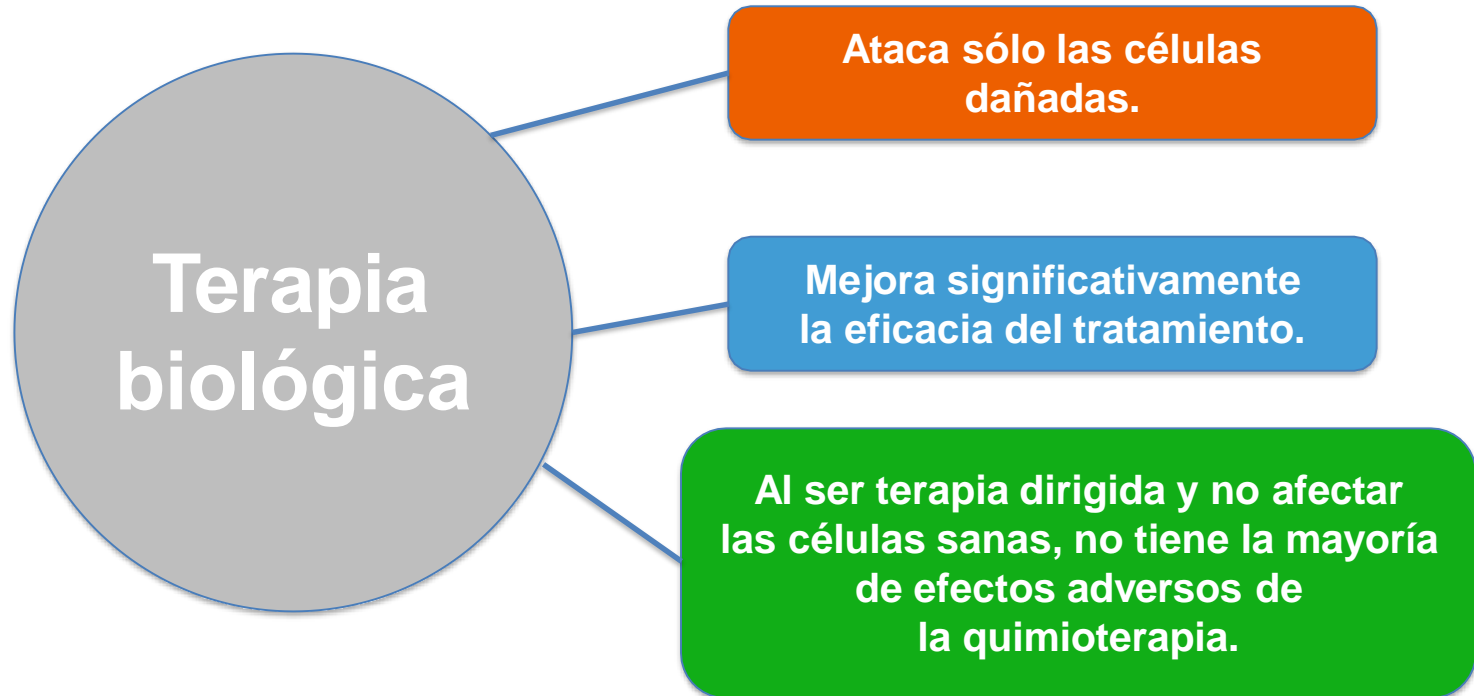 Terapia
biológica
Ataca sólo las células
dañadas.
Mejora significativamente
la eficacia del tratamiento.
Al ser terapia dirigida y no afectar
las células sanas, no tiene la mayoría
de efectos adversos de
la quimioterapia.